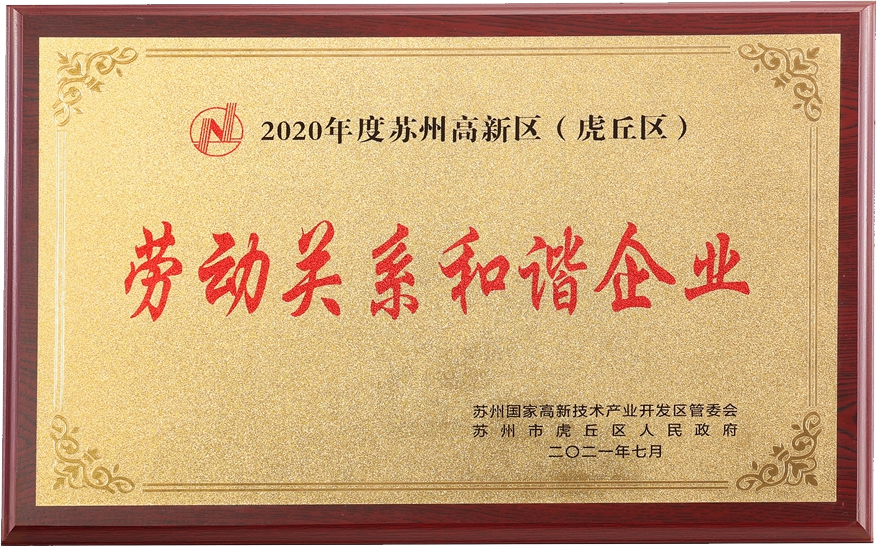 2020年度苏州高新区（虎丘区）
劳动关系和谐企业
苏州国家高新技术产业开发区管委会
苏州市虎丘区人民政府
二〇二一年七月